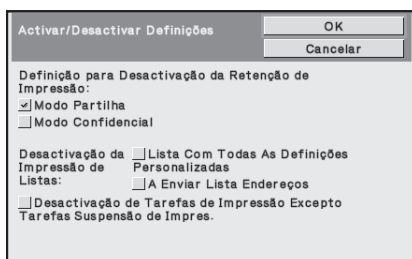 Activar/Desactivar Definições
OK
Cancelar
Definição para Desactivação da Retenção de
Impressão:
Modo Partilha
Modo Confidencial
Desactivação da
Impressão de
Listas:
Lista Com Todas As Definições
Personalizadas
A Enviar Lista Endereços
Desactivação de Tarefas de Impressão Excepto
Tarefas Suspensão de Impres.